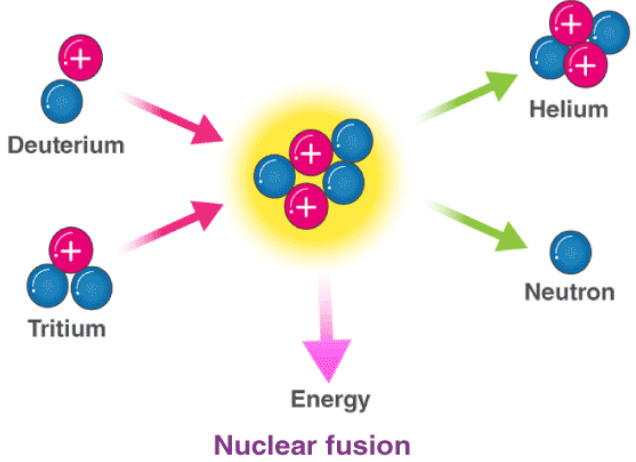 Deuterium
Helium
Tritium
Neutron
Energy
Nuclear fusion